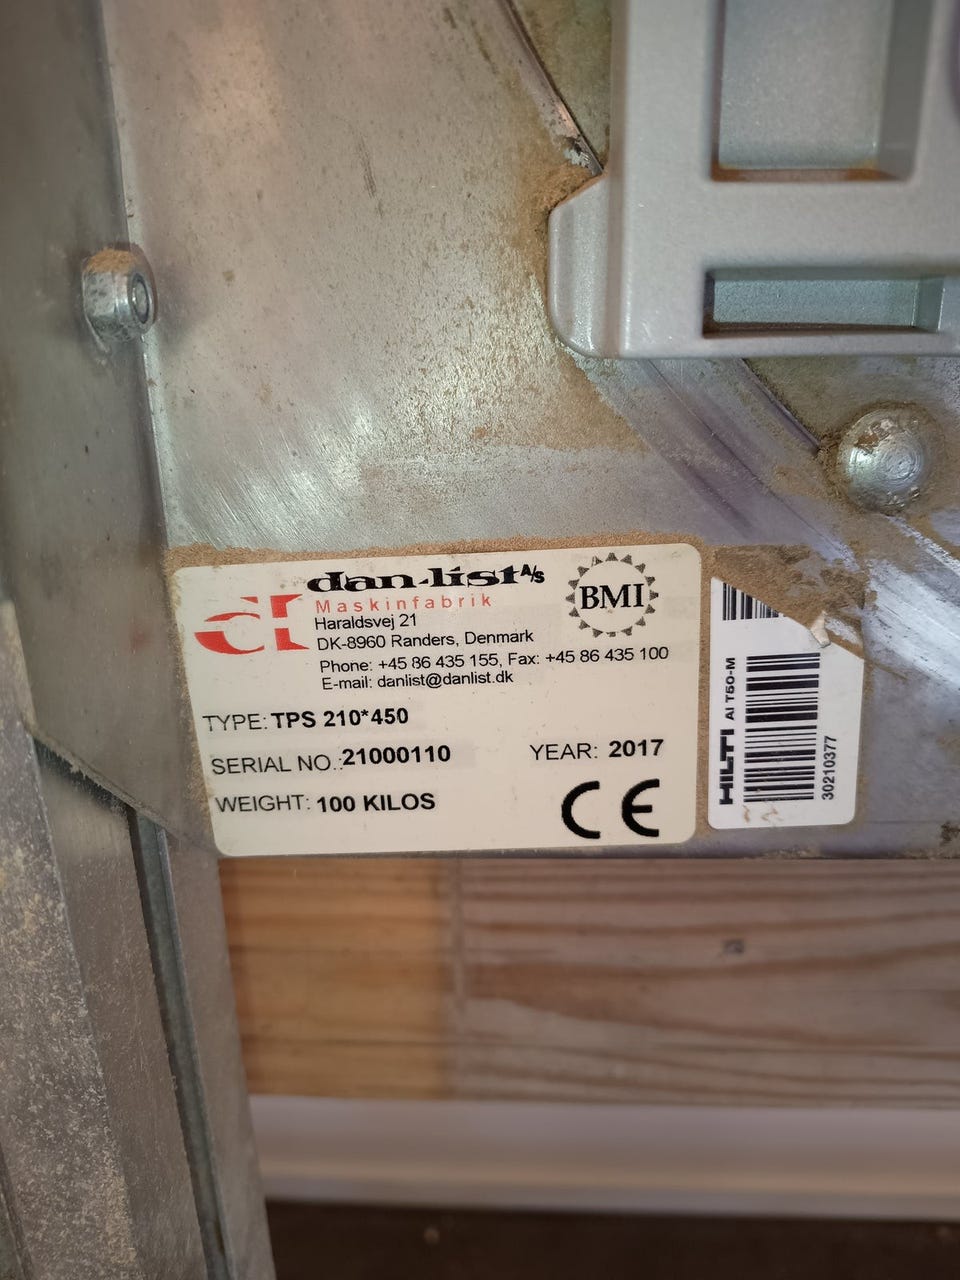 dan-list A/S
Maskinfabrik
Haraldsvej 21
DK-8960 Randers, Denmark
Phone: +45 86 435 155, Fax: +45 86 435 100
E-mail: danlist@danlist.dk
BMI
TYPE: TPS 210*450
SERIAL NO.: 21000110
YEAR: 2017
WEIGHT: 100 KILOS
CE
HILTI AI T50-M
30210377